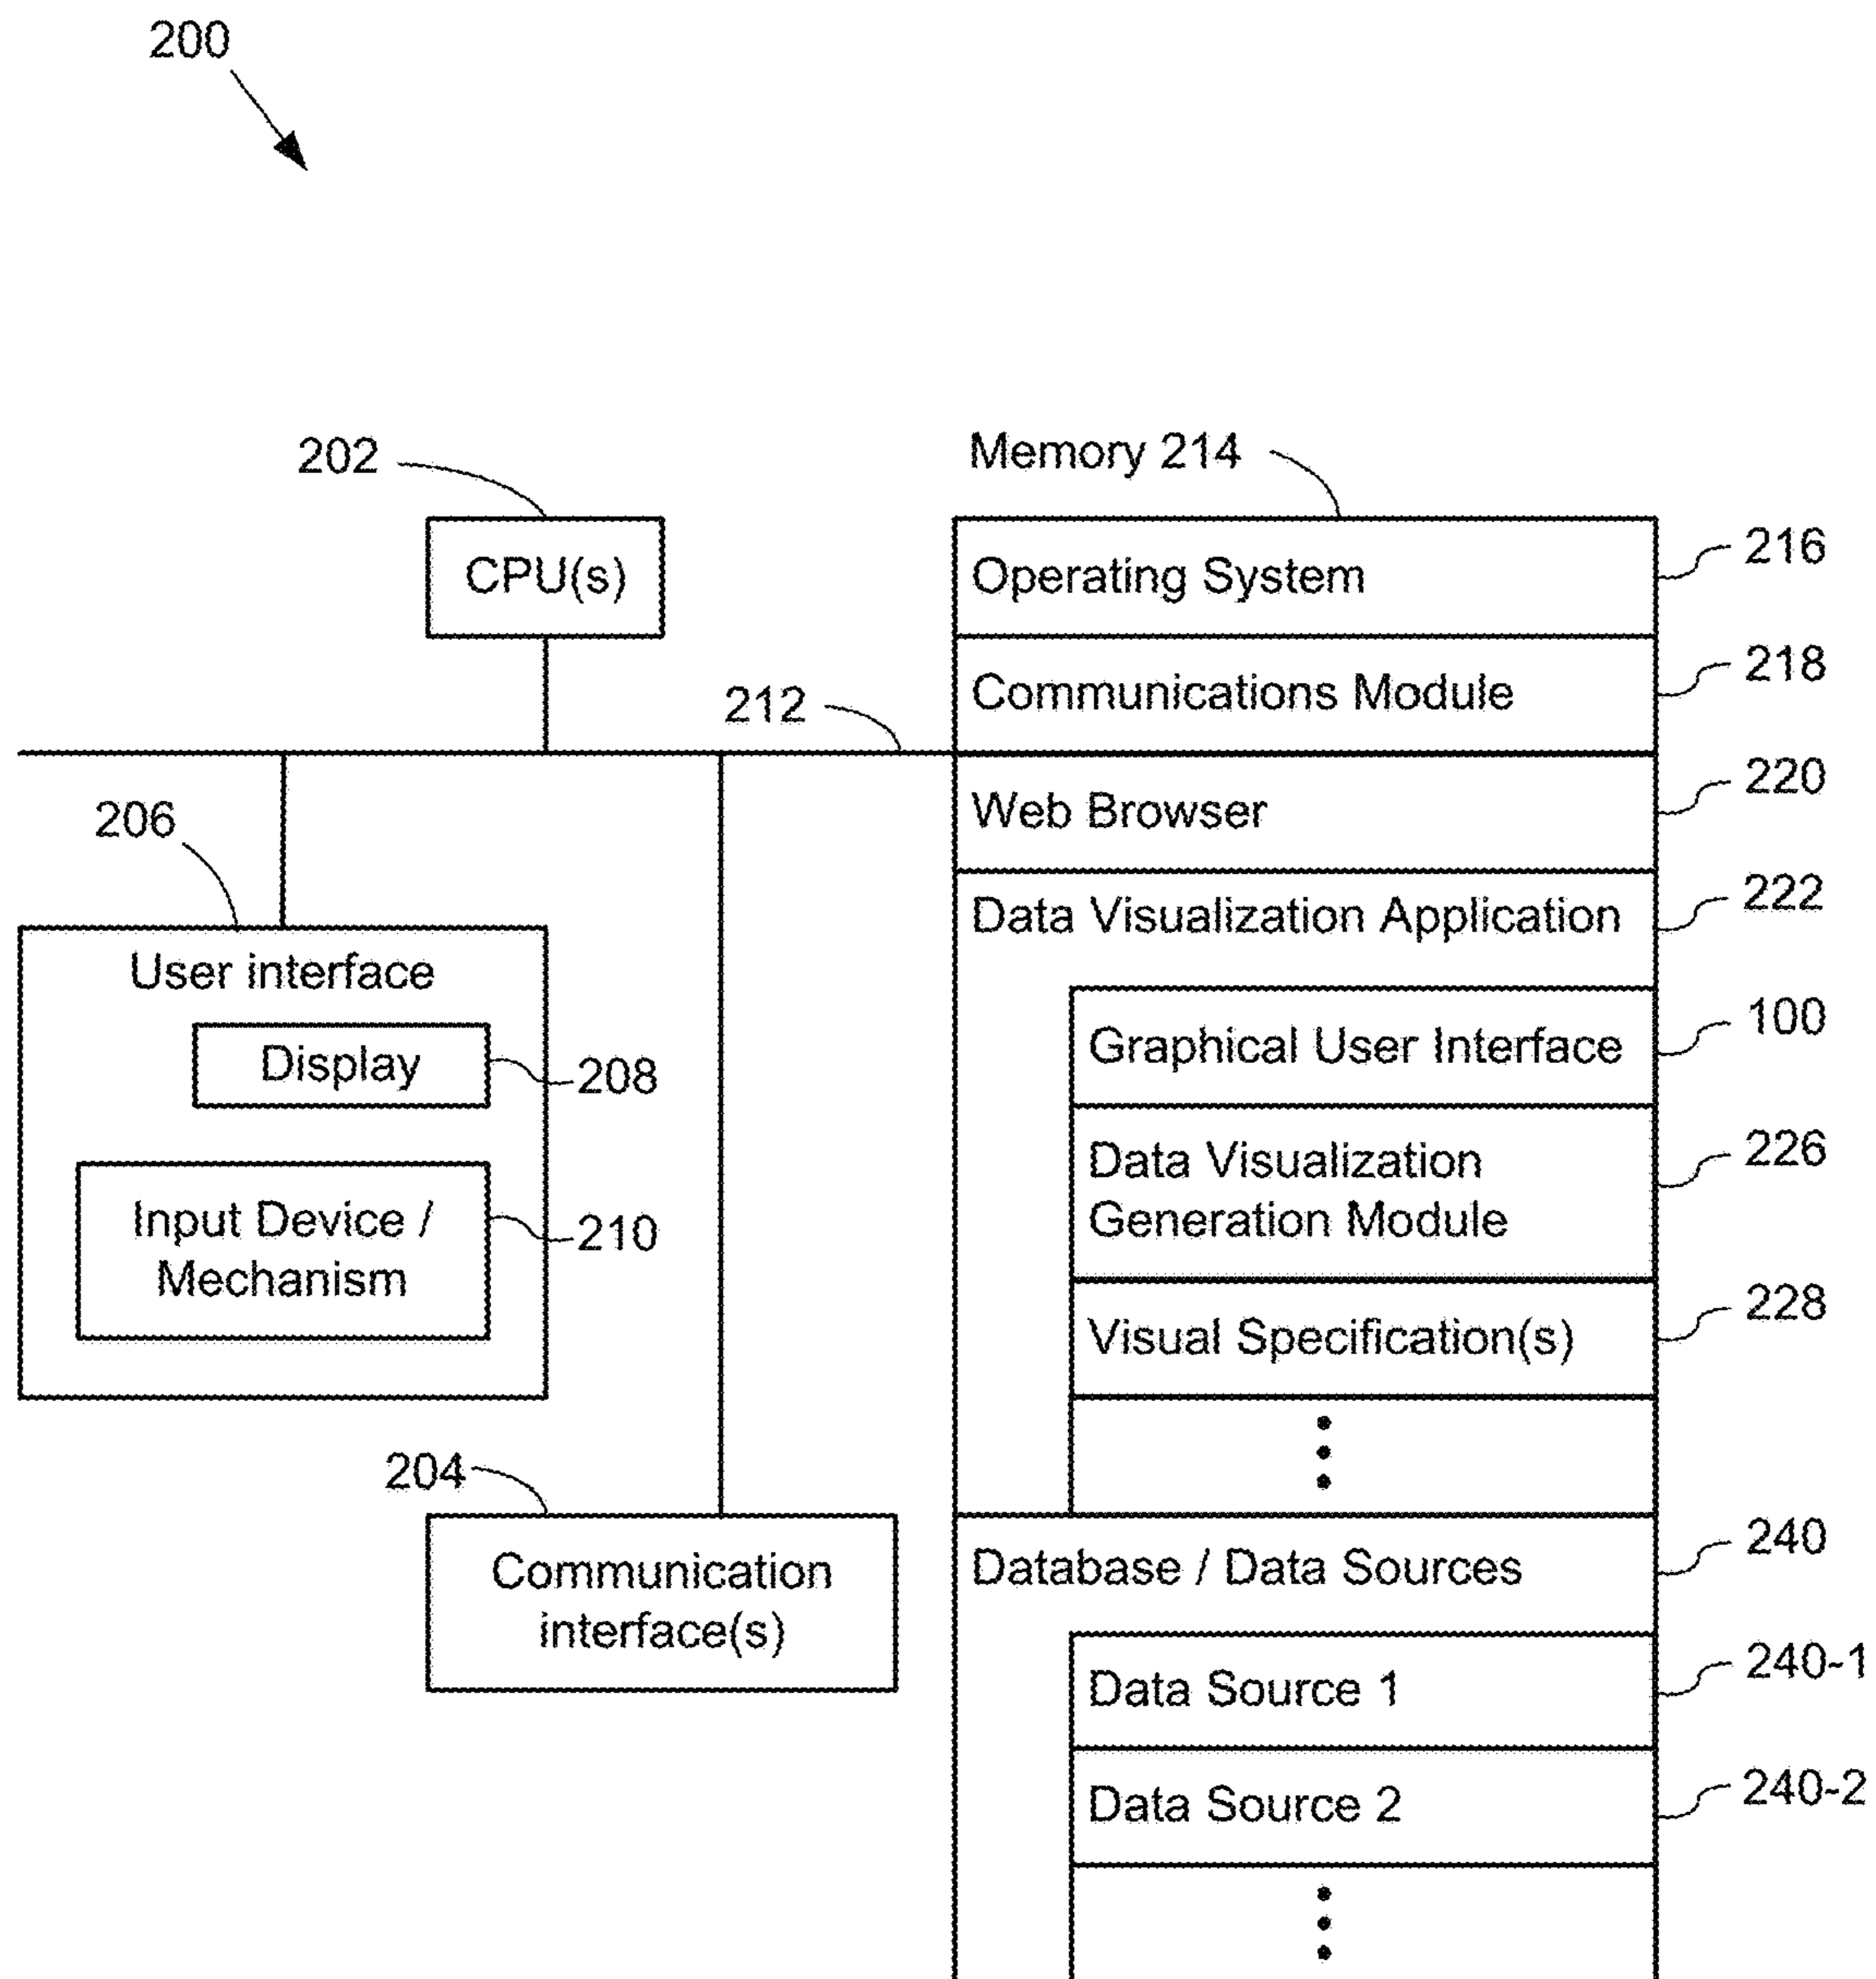 200
202
CPU(s)
212
206
User interface
Display
208
Input Device /
Mechanism
210
204
Communication
interface(s)
Memory 214
Operating System
216
Communications Module
218
Web Browser
220
Data Visualization Application
222
Graphical User Interface
100
Data Visualization
Generation Module
226
Visual Specification(s)
228
Database / Data Sources
240
Data Source 1
240-1
Data Source 2
240-2